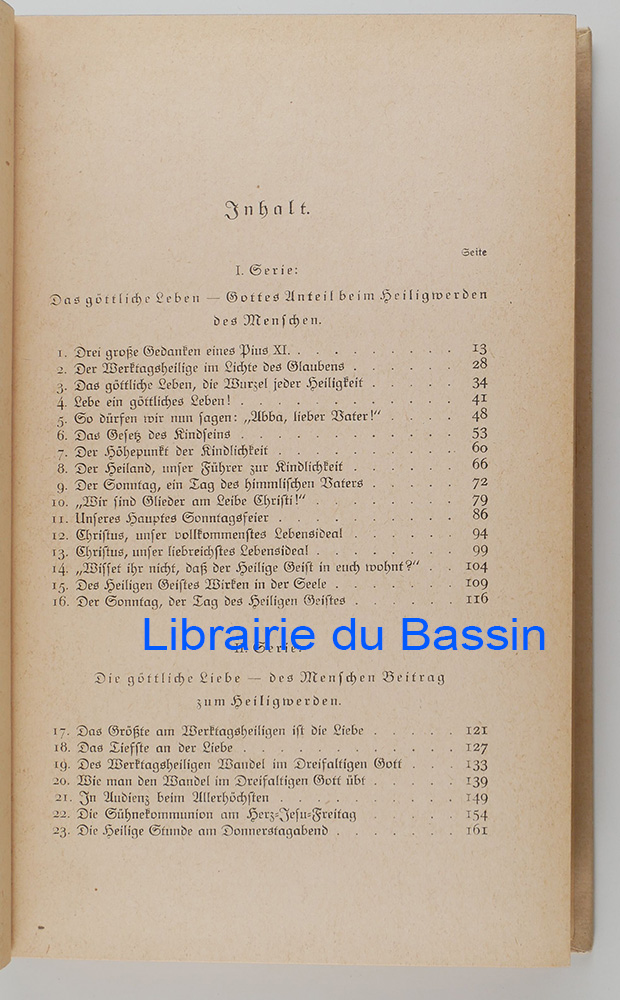 Inhalt.
Seite
I. Serie:
Das göttliche Leben — Gottes Anteil beim Heiligwerden
des Menschen.
1. Drei große Gedanken eines Pius XI. . . . . . . . . . 13
2. Der Werktagsheilige im Lichte des Glaubens . . . . . . 28
3. Das göttliche Leben, die Wurzel jeder Heiligkeit . . . . . 34
4. Lebe ein göttliches Leben! . . . . . . . . . . . . 41
5. So dürfen wir nun sagen: „Abba, lieber Vater!“ . . . . 48
6. Das Gesetz des Kindseins . . . . . . . . . . . . 53
7. Der Höhepunkt der Kindlichkeit . . . . . . . . . . 60
8. Der Heiland, unser Führer zur Kindlichkeit . . . . . . 66
9. Der Sonntag, ein Tag des himmlischen Vaters . . . . . 72
10. „Wir sind Glieder am Leibe Christi!“ . . . . . . . . 79
11. Unseres Hauptes Sonntagsfeier . . . . . . . . . . 86
12. Christus, unser vollkommenstes Lebensideal . . . . . . 94
13. Christus, unser liebreichstes Lebensideal . . . . . . . . 99
14. „Wisset ihr nicht, daß der Heilige Geist in euch wohnt?“ . . 104
15. Des Heiligen Geistes Wirken in der Seele . . . . . . . 109
16. Der Sonntag, der Tag des Heiligen Geistes . . . . . . 116
Librairie du Bassin
II. Serie:
Die göttliche Liebe — des Menschen Beitrag
zum Heiligwerden.
17. Das Größte am Werktagsheiligen ist die Liebe . . . . . 121
18. Das Tiefste an der Liebe . . . . . . . . . . . . 127
19. Des Werktagsheiligen Wandel im Dreifaltigen Gott . . . . 133
20. Wie man den Wandel im Dreifaltigen Gott übt . . . . . 139
21. In Audienz beim Allerhöchsten . . . . . . . . . . 149
22. Die Sühnekommunion am Herz-Jesu-Freitag . . . . . 154
23. Die Heilige Stunde am Donnerstagabend . . . . . . . 161